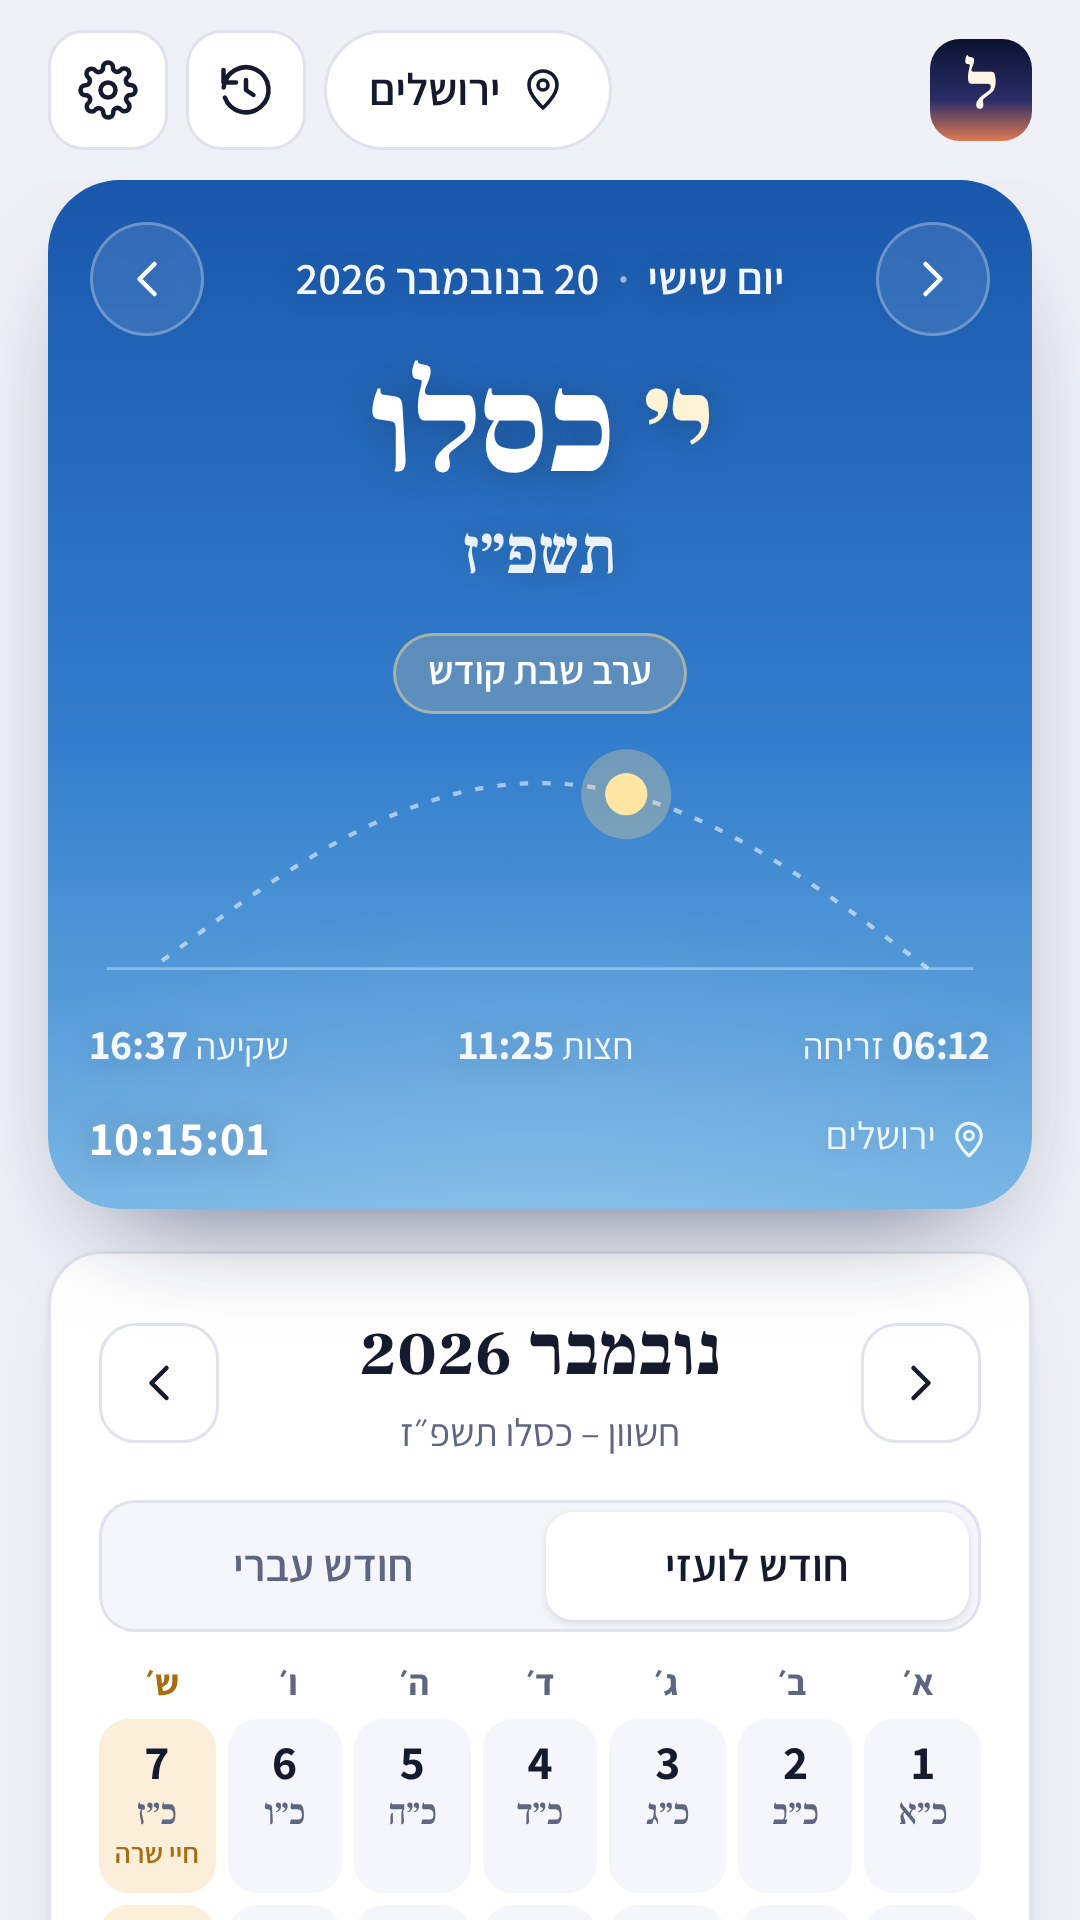 ל
ירושלים
יום שישי · 20 בנובמבר 2026
י׳ כסלו
תשפ״ז
ערב שבת קודש
06:12 זריחה
חצות 11:25
שקיעה 16:37
ירושלים
10:15:01
נובמבר 2026
חשוון – כסלו תשפ״ז
חודש לועזי
חודש עברי
א׳ ב׳ ג׳ ד׳ ה׳ ו׳ ש׳
1 2 3 4 5 6 7
כ״א כ״ב כ״ג כ״ד כ״ה כ״ו כ״ז
חיי שרה